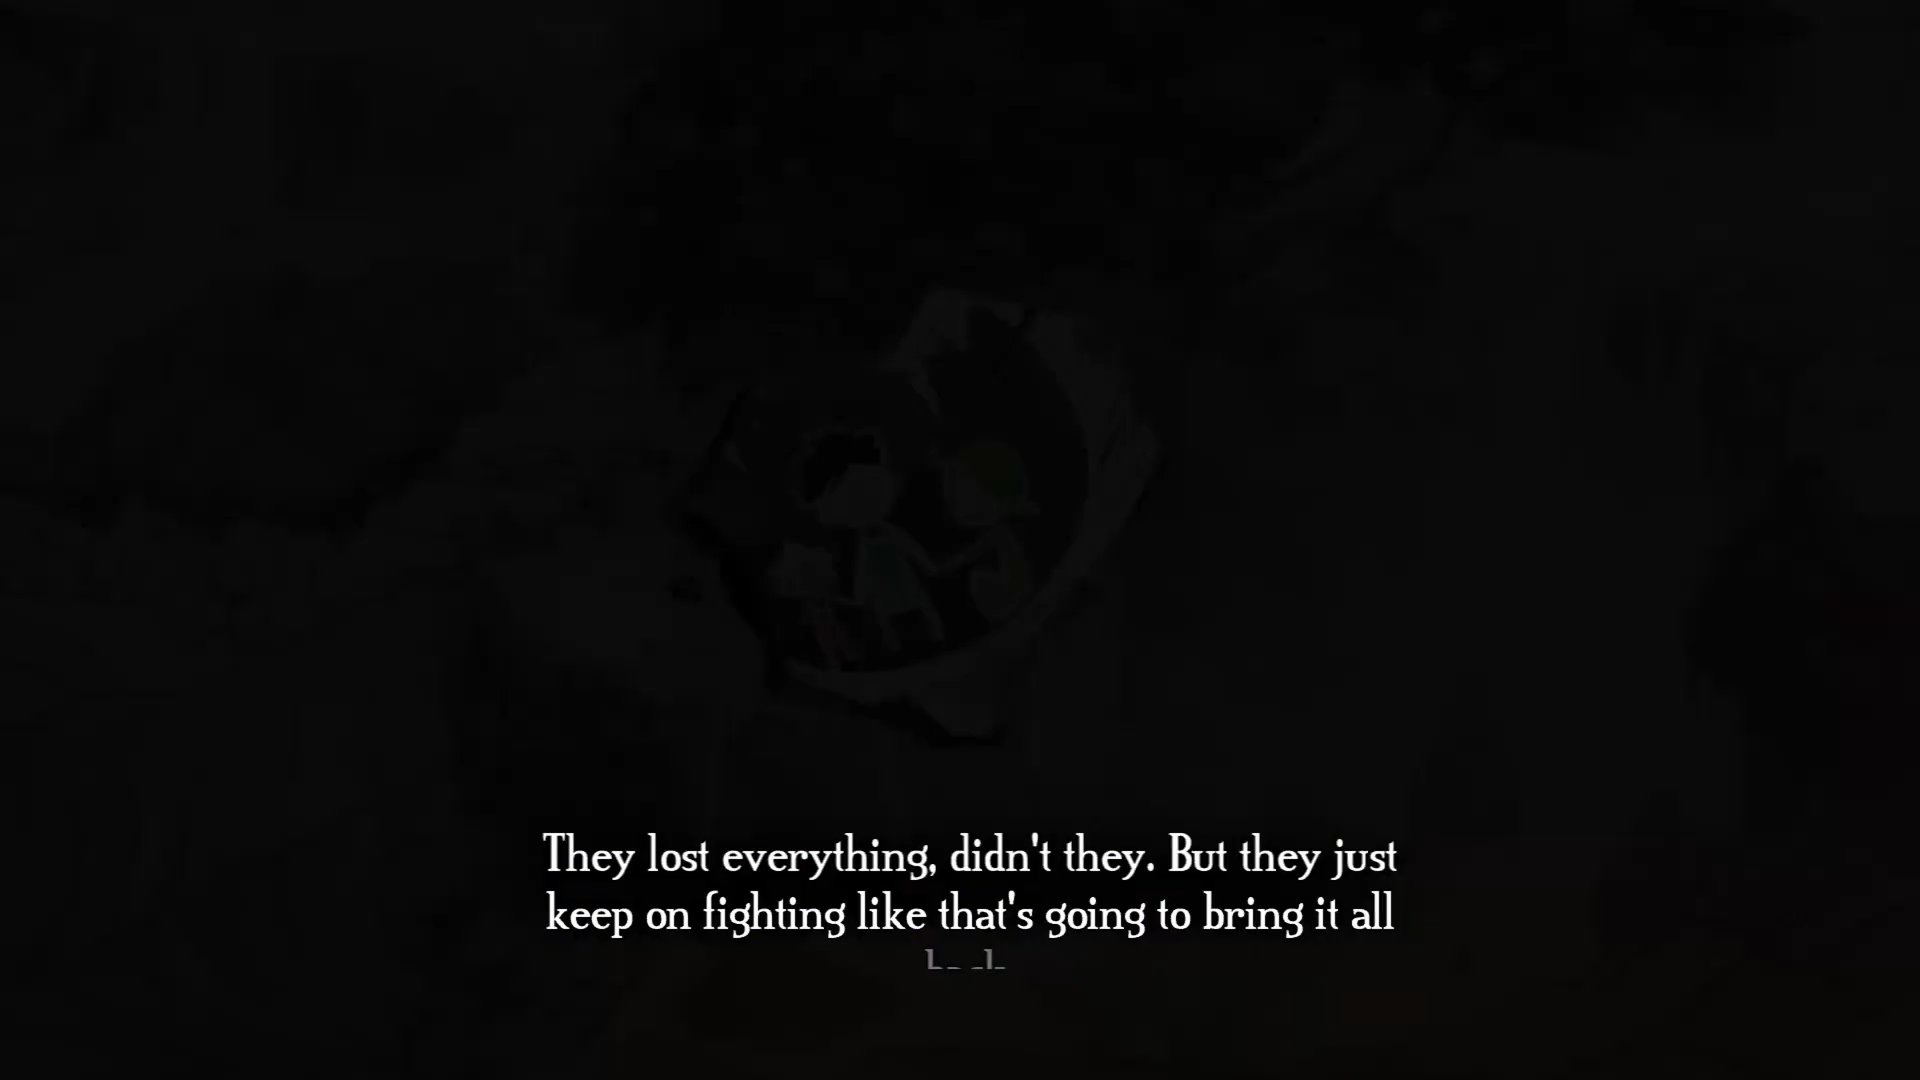 They lost everything, didn't they. But they just
keep on fighting like that's going to bring it all